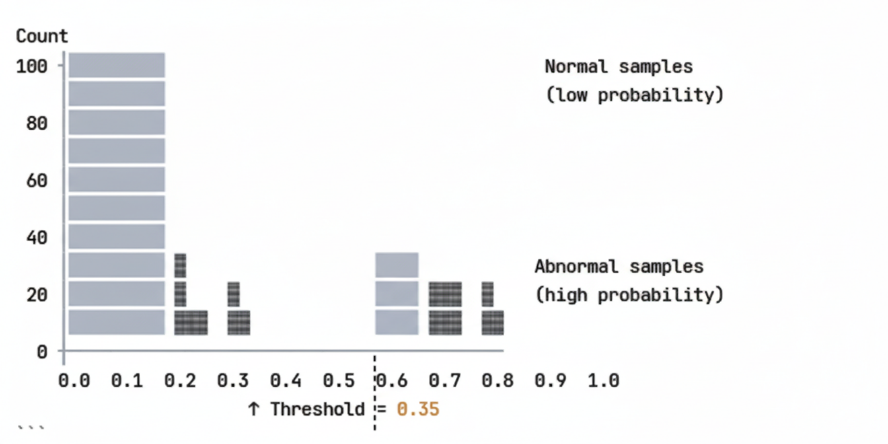 Count
100
Normal samples
(low probability)
80
60
40
Abnormal samples
(high probability)
20
0
0.0 0.1 0.2 0.3 0.4 0.5 0.6 0.7 0.8 0.9 1.0
↑ Threshold = 0.35
```